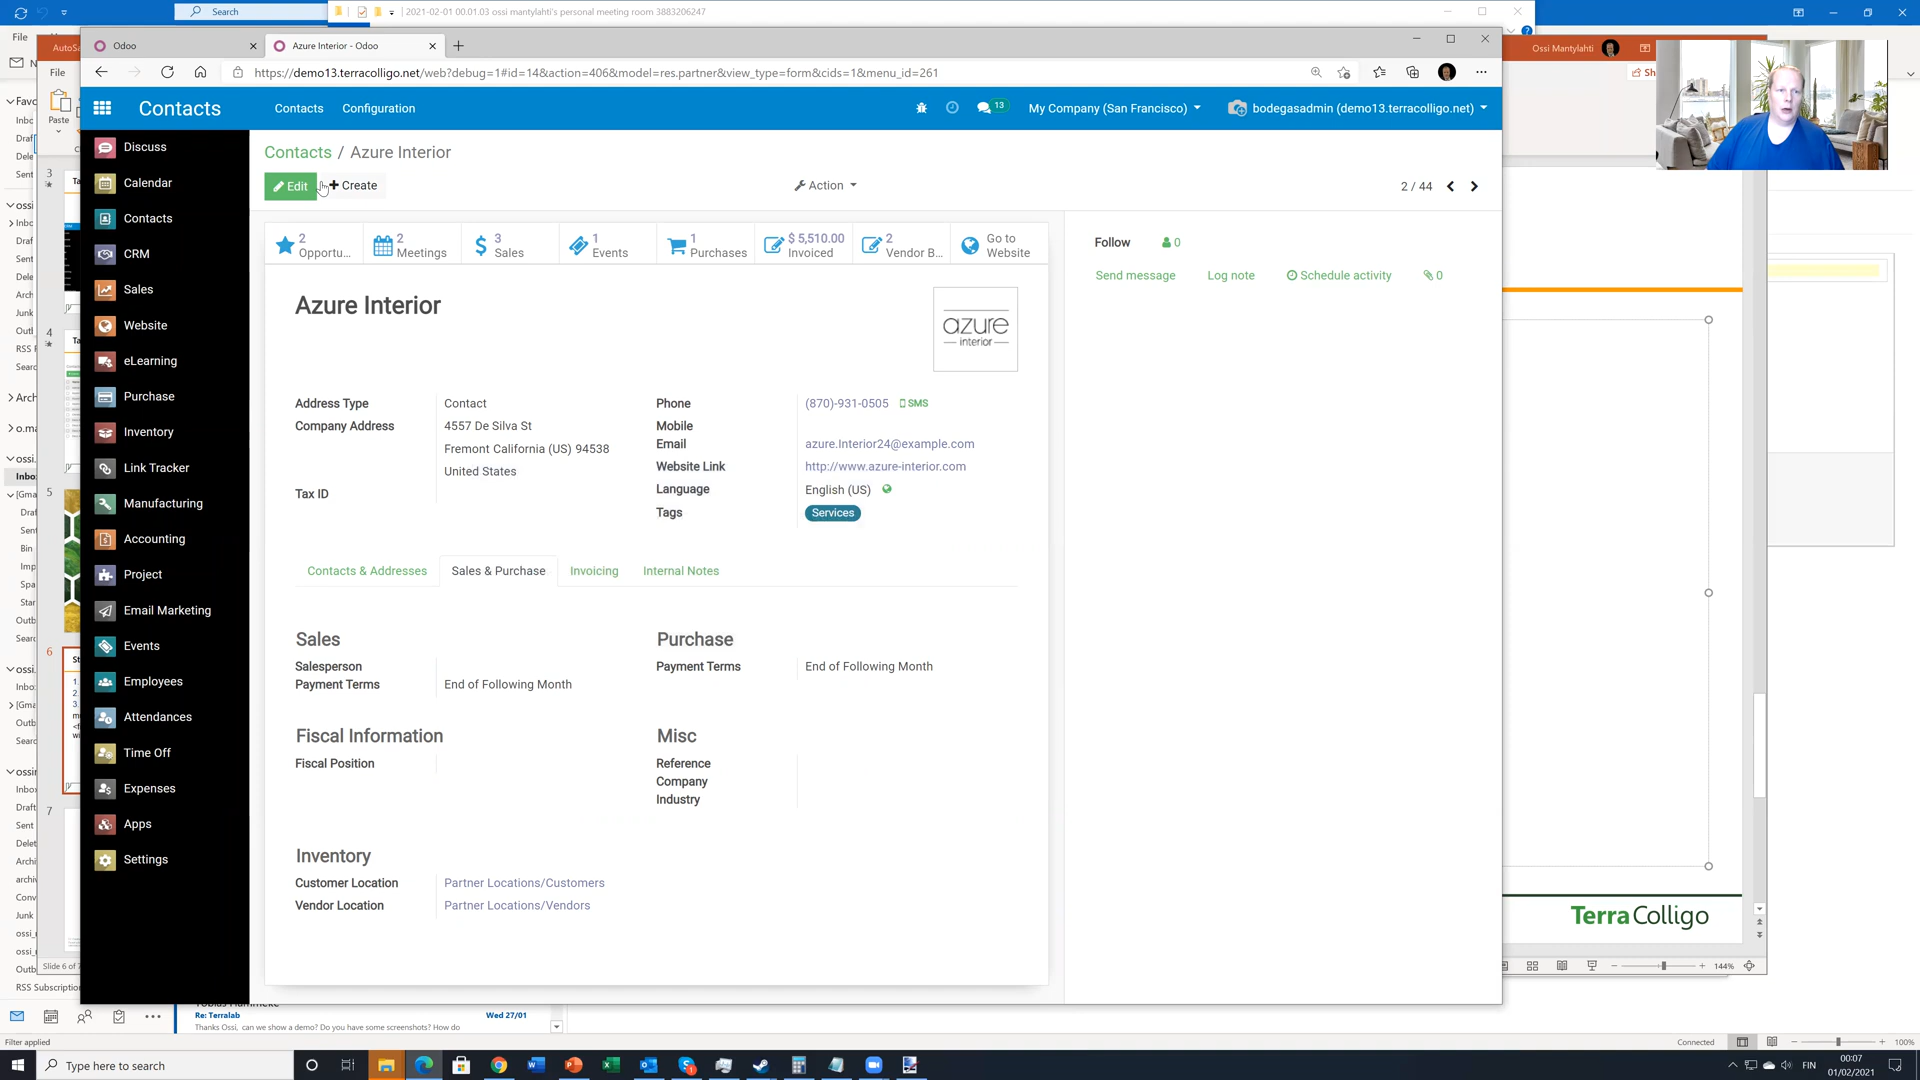 Search
2021-02-01 00.01.03 ossi mantylahti's personal meeting room 3883206247
File
AutoSa
Ossi Mantylahti
Odoo
Azure Interior - Odoo
https://demo13.terracolligo.net/web?debug=1#id=14&action=406&model=res.partner&view_type=form&cids=1&menu_id=261
File
Paste
Contacts
Contacts
Configuration
13
My Company (San Francisco)
bodegasadmin (demo13.terracolligo.net)
Discuss
Calendar
Contacts
CRM
Sales
Website
eLearning
Purchase
Inventory
Link Tracker
Manufacturing
Accounting
Project
Email Marketing
Events
Employees
Attendances
Time Off
Expenses
Apps
Settings
Contacts / Azure Interior
Edit
Create
Action
2 / 44
2
Opportu...
2
Meetings
3
Sales
1
Events
1
Purchases
$ 5,510.00
Invoiced
2
Vendor B...
Go to
Website
Follow
0
Send message
Log note
Schedule activity
0
Azure Interior
azure
interior
Address Type
Contact
Company Address
4557 De Silva St
Fremont California (US) 94538
United States
Tax ID
Phone
(870)-931-0505
SMS
Mobile
Email
azure.Interior24@example.com
Website Link
http://www.azure-interior.com
Language
English (US)
Tags
Services
Contacts & Addresses
Sales & Purchase
Invoicing
Internal Notes
Sales
Salesperson
Payment Terms
End of Following Month
Purchase
Payment Terms
End of Following Month
Fiscal Information
Fiscal Position
Misc
Reference
Company
Industry
Inventory
Customer Location
Partner Locations/Customers
Vendor Location
Partner Locations/Vendors
TerraColligo
144%
Slide 6 of 7
RSS Subscription
Re: Terralab
Wed 27/01
Thanks Ossi, can we show a demo? Do you have some screenshots? How do
Filter applied
Connected
100%
Type here to search
FIN
00:07
01/02/2021